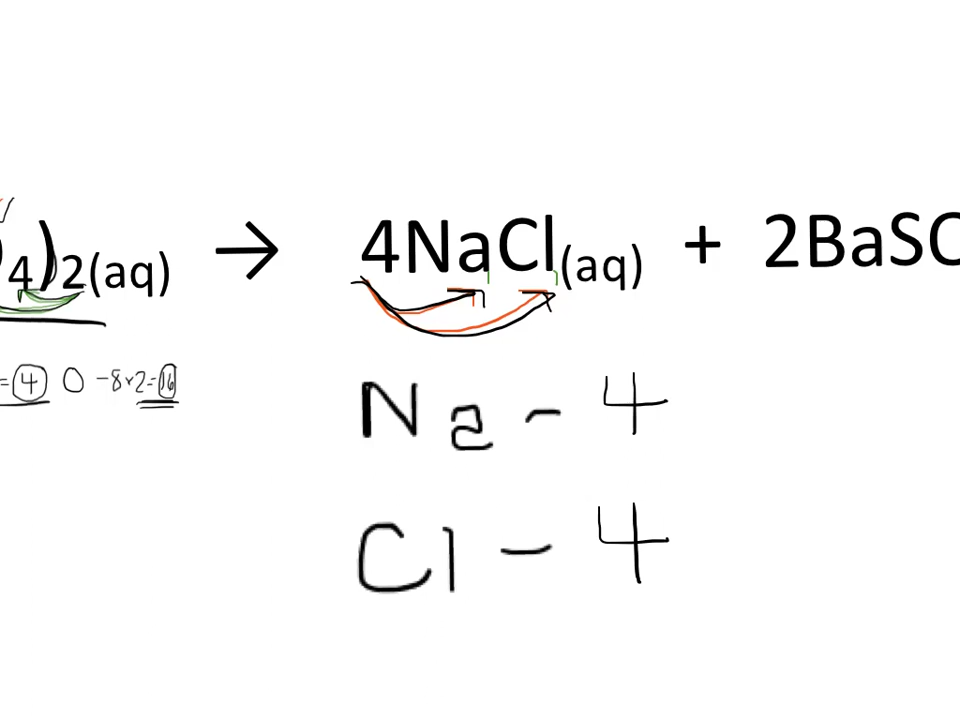 4)2(aq) → 4NaCl(aq) + 2BaSO
=4 O -8×2=16
Na - 4
Cl - 4